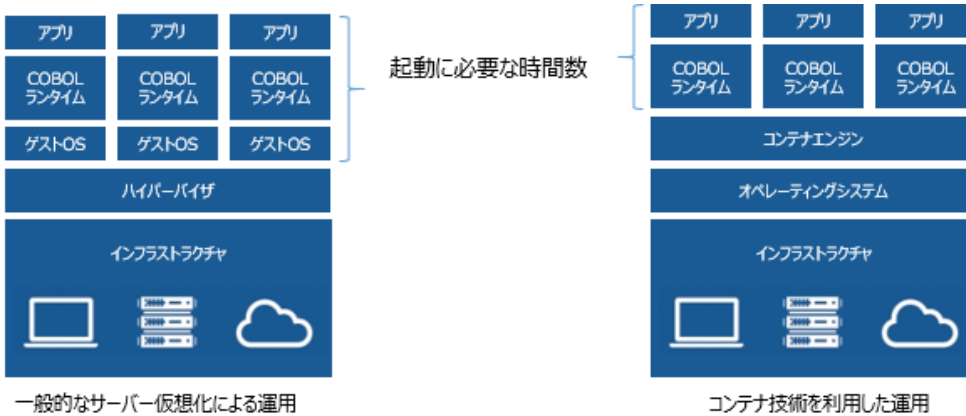 アプリ
アプリ
アプリ
COBOL
ランタイム
COBOL
ランタイム
COBOL
ランタイム
ゲストOS
ゲストOS
ゲストOS
ハイパーバイザ
インフラストラクチャ
一般的なサーバー仮想化による運用
起動に必要な時間数
アプリ
アプリ
アプリ
COBOL
ランタイム
COBOL
ランタイム
COBOL
ランタイム
コンテナエンジン
オペレーティングシステム
インフラストラクチャ
コンテナ技術を利用した運用